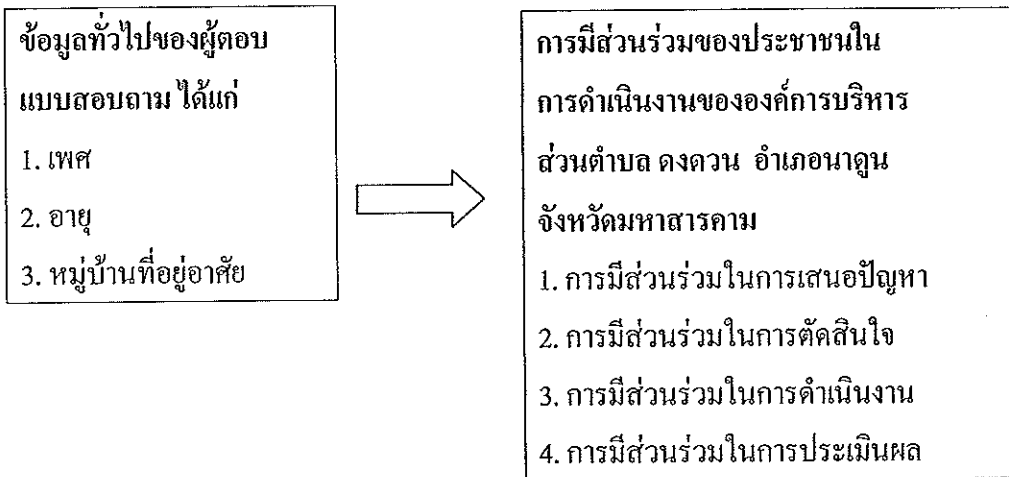 ข้อมูลทั่วไปของผู้ตอบ
แบบสอบถาม ได้แก่
1. เพศ
2. อายุ
3. หมู่บ้านที่อยู่อาศัย
การมีส่วนร่วมของประชาชนใน
การดำเนินงานขององค์การบริหาร
ส่วนตำบล ดงดวน อำเภอนาดูน
จังหวัดมหาสารคาม
1. การมีส่วนร่วมในการเสนอปัญหา
2. การมีส่วนร่วมในการตัดสินใจ
3. การมีส่วนร่วมในการดำเนินงาน
4. การมีส่วนร่วมในการประเมินผล